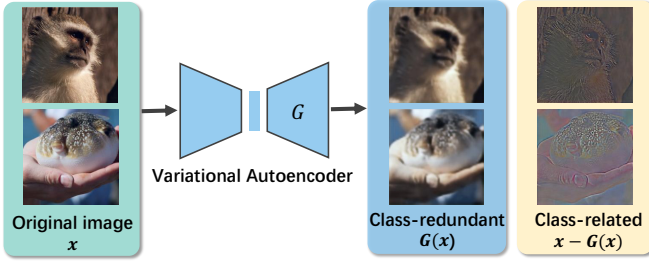 G
Variational Autoencoder
Original image
x
Class-redundant
G(x)
Class-related
x − G(x)